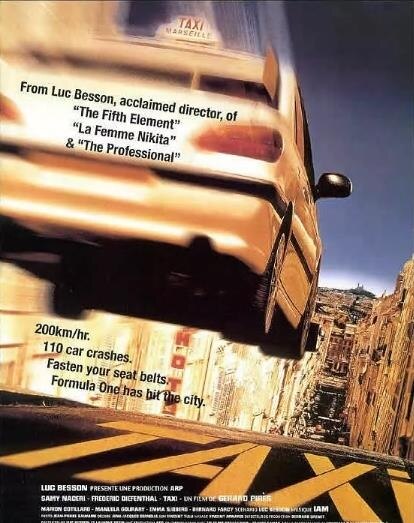 TAXI
MARSEILLE
From Luc Besson, acclaimed director, of
"The Fifth Element"
"La Femme Nikita"
& "The Professional"
200km/hr.
110 car crashes.
Fasten your seat belts.
Formula One has hit the city.
LUC BESSON PRESENTE UNE PRODUCTION ARP
SAMY NACERI - FREDERIC DIEFENTHAL - TAXI - UN FILM DE GERARD PIRES
MARION COTILLARD - MANUELA GOURARY - EMMA SJOBERG - BERNARD FARCY SCENARIO LUC BESSON MUSIQUE IAM